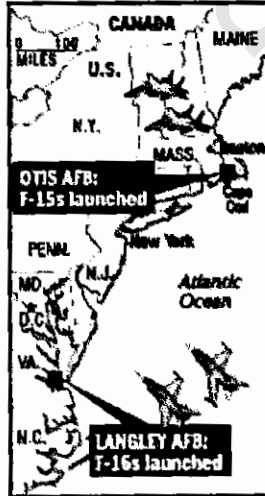 CANADA
MAINE
0 100
MILES
U.S.
N.Y.
MASS.
Boston
OTIS AFB:
F-15s launched
Cape
Cod
New York
PENN.
N.J.
Atlantic
Ocean
MD.
D.C.
VA.
N.C.
LANGLEY AFB:
F-16s launched